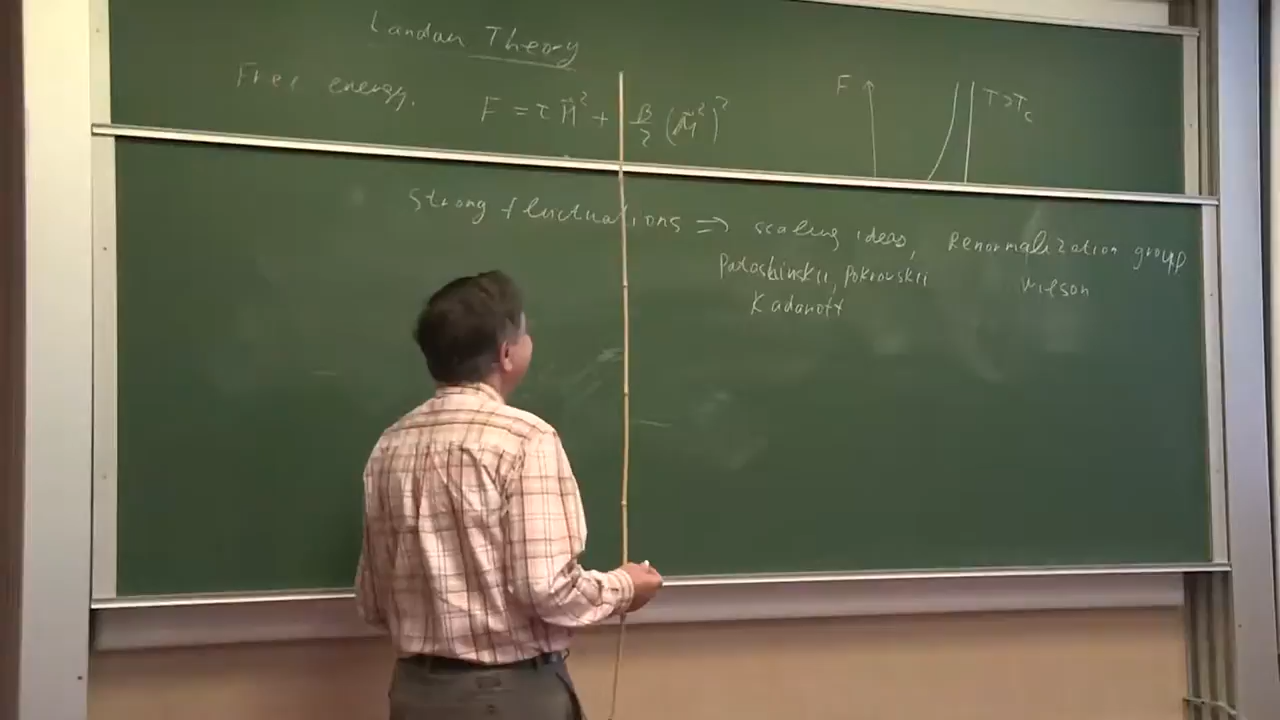 Landau Theory
Free energy.
F = τ M⃗² + B/2 (M⃗²)²
F
T>Tc
Strong fluctuations ⇒ scaling ideas, Renormalization group
Patashinskii, Pokrovskii
Wilson
Kadanoff